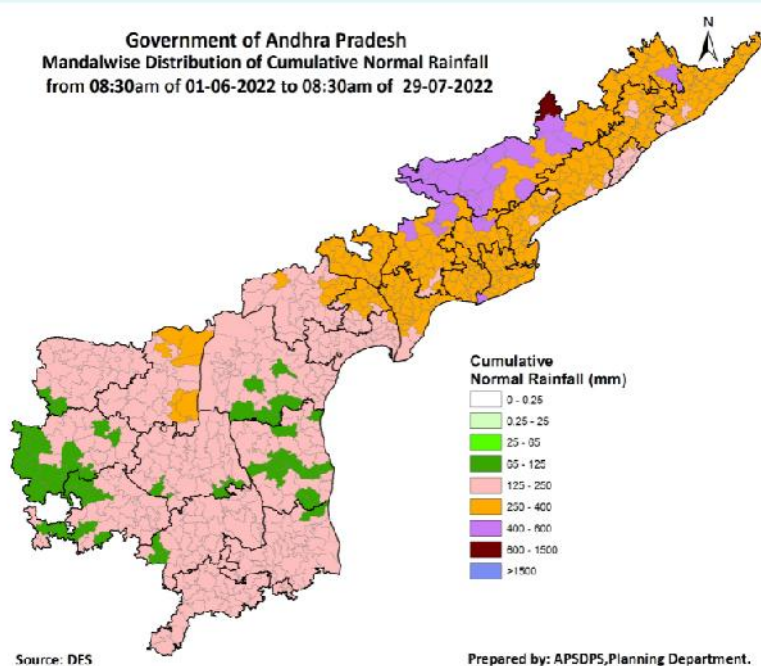 Government of Andhra Pradesh
Mandalwise Distribution of Cumulative Normal Rainfall
from 08:30am of 01-06-2022 to 08:30am of 29-07-2022
N
Cumulative
Normal Rainfall (mm)
0 - 0.25
0.25 - 25
25 - 65
65 - 125
125 - 250
250 - 400
400 - 600
600 - 1500
>1500
Source: DES
Prepared by: APSDPS,Planning Department.